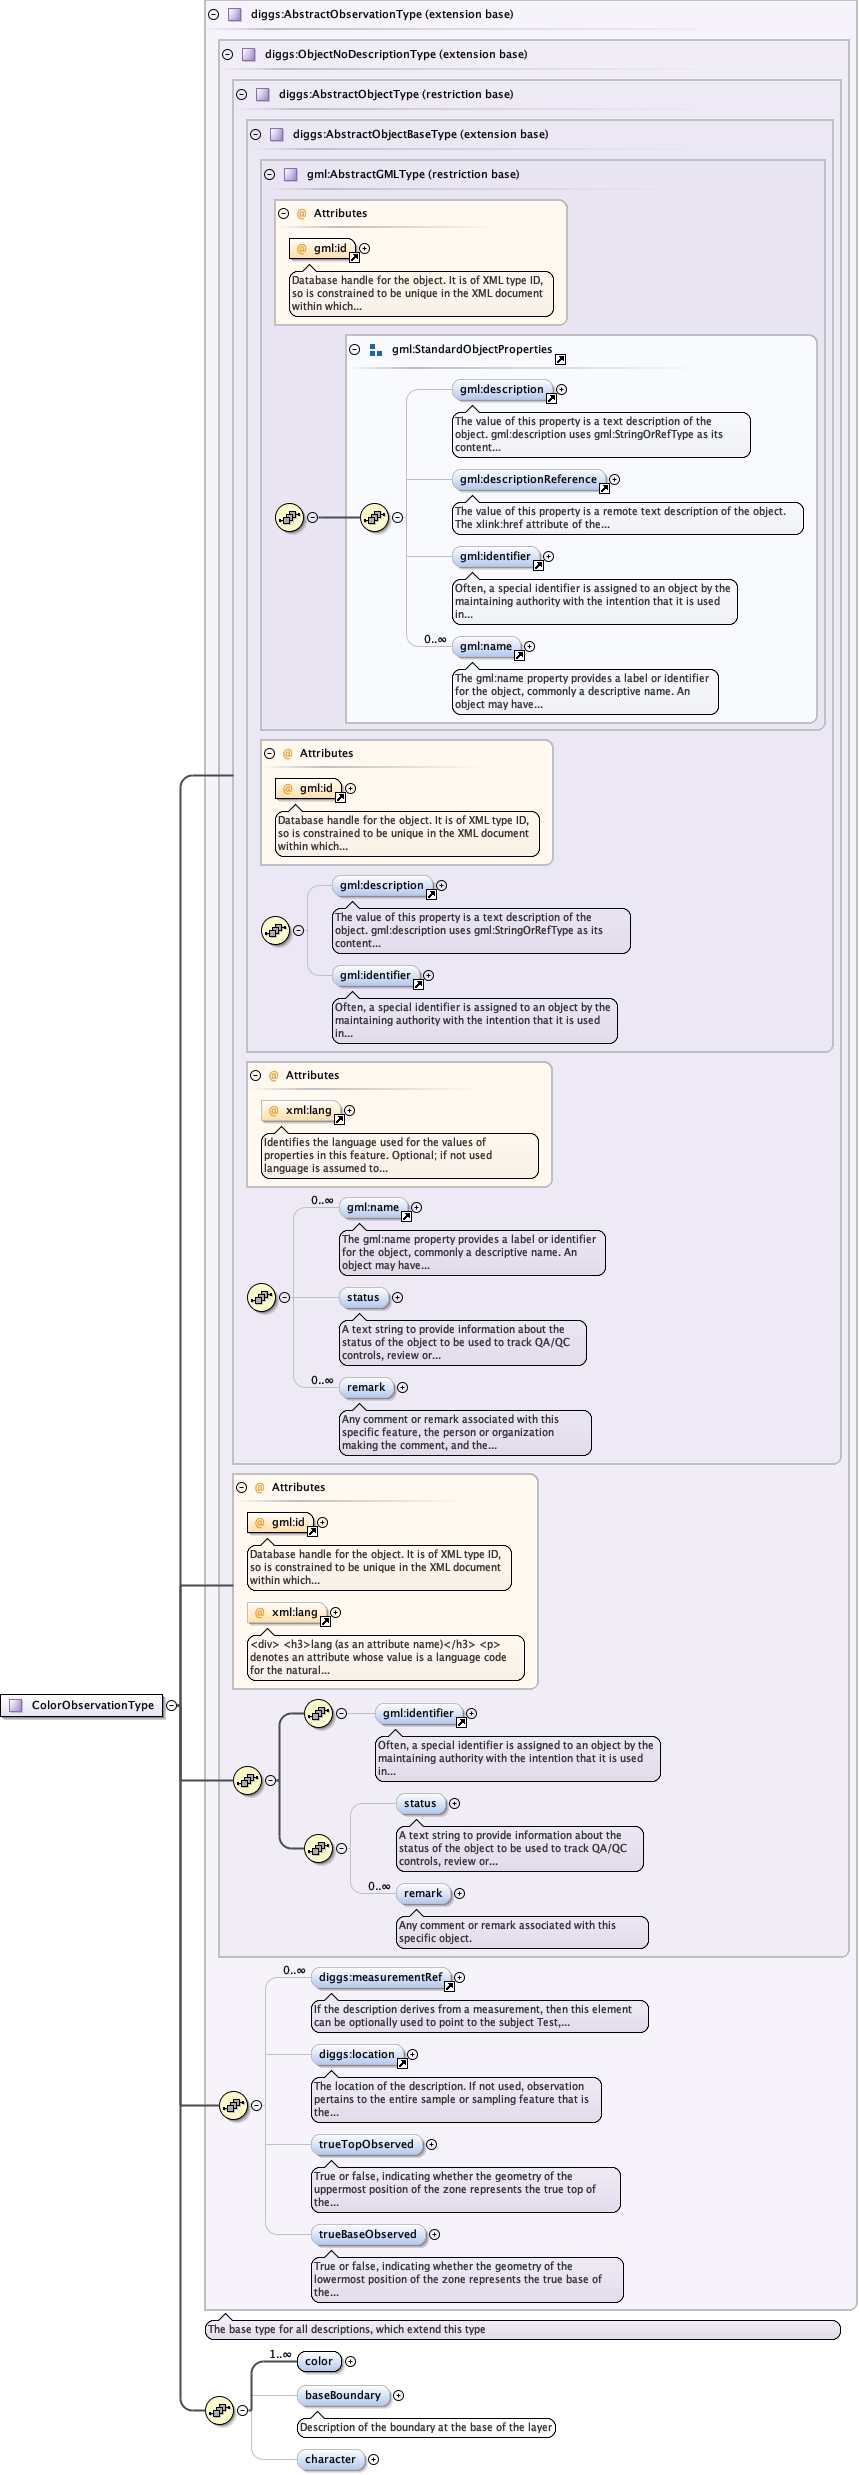 diggs:AbstractObservationType (extension base)
diggs:ObjectNoDescriptionType (extension base)
diggs:AbstractObjectType (restriction base)
diggs:AbstractObjectBaseType (extension base)
gml:AbstractGMLType (restriction base)
@ Attributes
@ gml:id
Database handle for the object. It is of XML type ID,
so is constrained to be unique in the XML document
within which...
gml:StandardObjectProperties
gml:description
The value of this property is a text description of the
object. gml:description uses gml:StringOrRefType as its
content...
gml:descriptionReference
The value of this property is a remote text description of the object.
The xlink:href attribute of the...
gml:identifier
Often, a special identifier is assigned to an object by the
maintaining authority with the intention that it is used
in...
0..∞
gml:name
The gml:name property provides a label or identifier
for the object, commonly a descriptive name. An
object may have...
@ Attributes
@ gml:id
Database handle for the object. It is of XML type ID,
so is constrained to be unique in the XML document
within which...
gml:description
The value of this property is a text description of the
object. gml:description uses gml:StringOrRefType as its
content...
gml:identifier
Often, a special identifier is assigned to an object by the
maintaining authority with the intention that it is used
in...
@ Attributes
@ xml:lang
Identifies the language used for the values of
properties in this feature. Optional; if not used
language is assumed to...
0..∞
gml:name
The gml:name property provides a label or identifier
for the object, commonly a descriptive name. An
object may have...
status
A text string to provide information about the
status of the object to be used to track QA/QC
controls, review or...
0..∞
remark
Any comment or remark associated with this
specific feature, the person or organization
making the comment, and the...
@ Attributes
@ gml:id
Database handle for the object. It is of XML type ID,
so is constrained to be unique in the XML document
within which...
@ xml:lang
<div> <h3>lang (as an attribute name)</h3> <p>
denotes an attribute whose value is a language code
for the natural...
ColorObservationType
gml:identifier
Often, a special identifier is assigned to an object by the
maintaining authority with the intention that it is used
in...
status
A text string to provide information about the
status of the object to be used to track QA/QC
controls, review or...
0..∞
remark
Any comment or remark associated with this
specific object.
0..∞
diggs:measurementRef
If the description derives from a measurement, then this element
can be optionally used to point to the subject Test,...
diggs:location
The location of the description. If not used, observation
pertains to the entire sample or sampling feature that is
the...
trueTopObserved
True or false, indicating whether the geometry of the
uppermost position of the zone represents the true top of
the...
trueBaseObserved
True or false, indicating whether the geometry of the
lowermost position of the zone represents the true base of
the...
The base type for all descriptions, which extend this type
1..∞
color
baseBoundary
Description of the boundary at the base of the layer
character